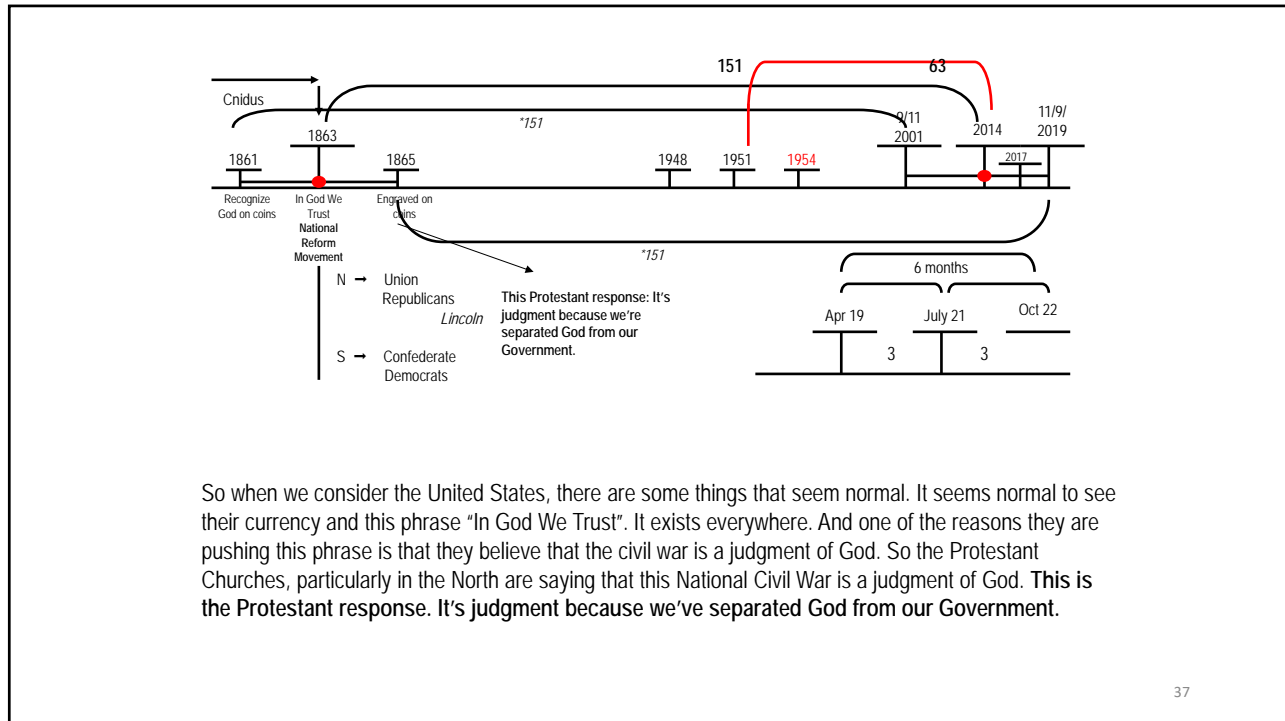 151
63
Cnidus
*151
1863
9/11
2001
2014
11/9/
2019
1861
1865
1948
1951
1954
2017
Recognize
God on coins
In God We
Trust
National
Reform
Movement
Engraved on
coins
*151
N → Union
Republicans
Lincoln
S → Confederate
Democrats
This Protestant response: It's
judgment because we're
separated God from our
Government.
6 months
Apr 19
July 21
Oct 22
3
3
So when we consider the United States, there are some things that seem normal. It seems normal to see
their currency and this phrase “In God We Trust”. It exists everywhere. And one of the reasons they are
pushing this phrase is that they believe that the civil war is a judgment of God. So the Protestant
Churches, particularly in the North are saying that this National Civil War is a judgment of God. This is
the Protestant response. It’s judgment because we’ve separated God from our Government.
37